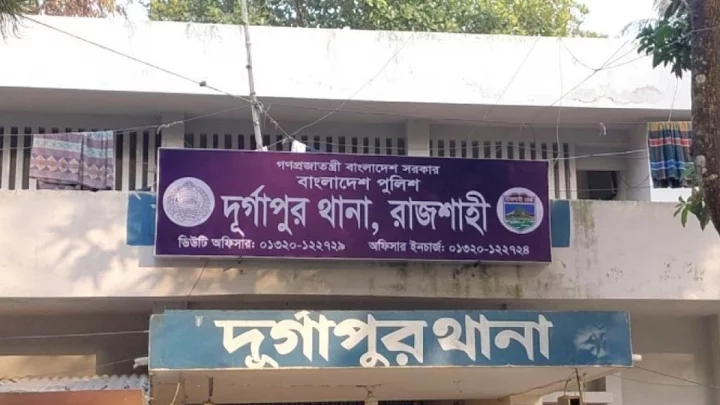 গণপ্রজাতন্ত্রী বাংলাদেশ সরকার
বাংলাদেশ পুলিশ
দূর্গাপুর থানা, রাজশাহী
ডিউটি অফিসার: ০১৩২০-১২২৭২৯ অফিসার ইনচার্জ: ০১৩২০-১২২৭২৪
দূর্গাপুর থানা